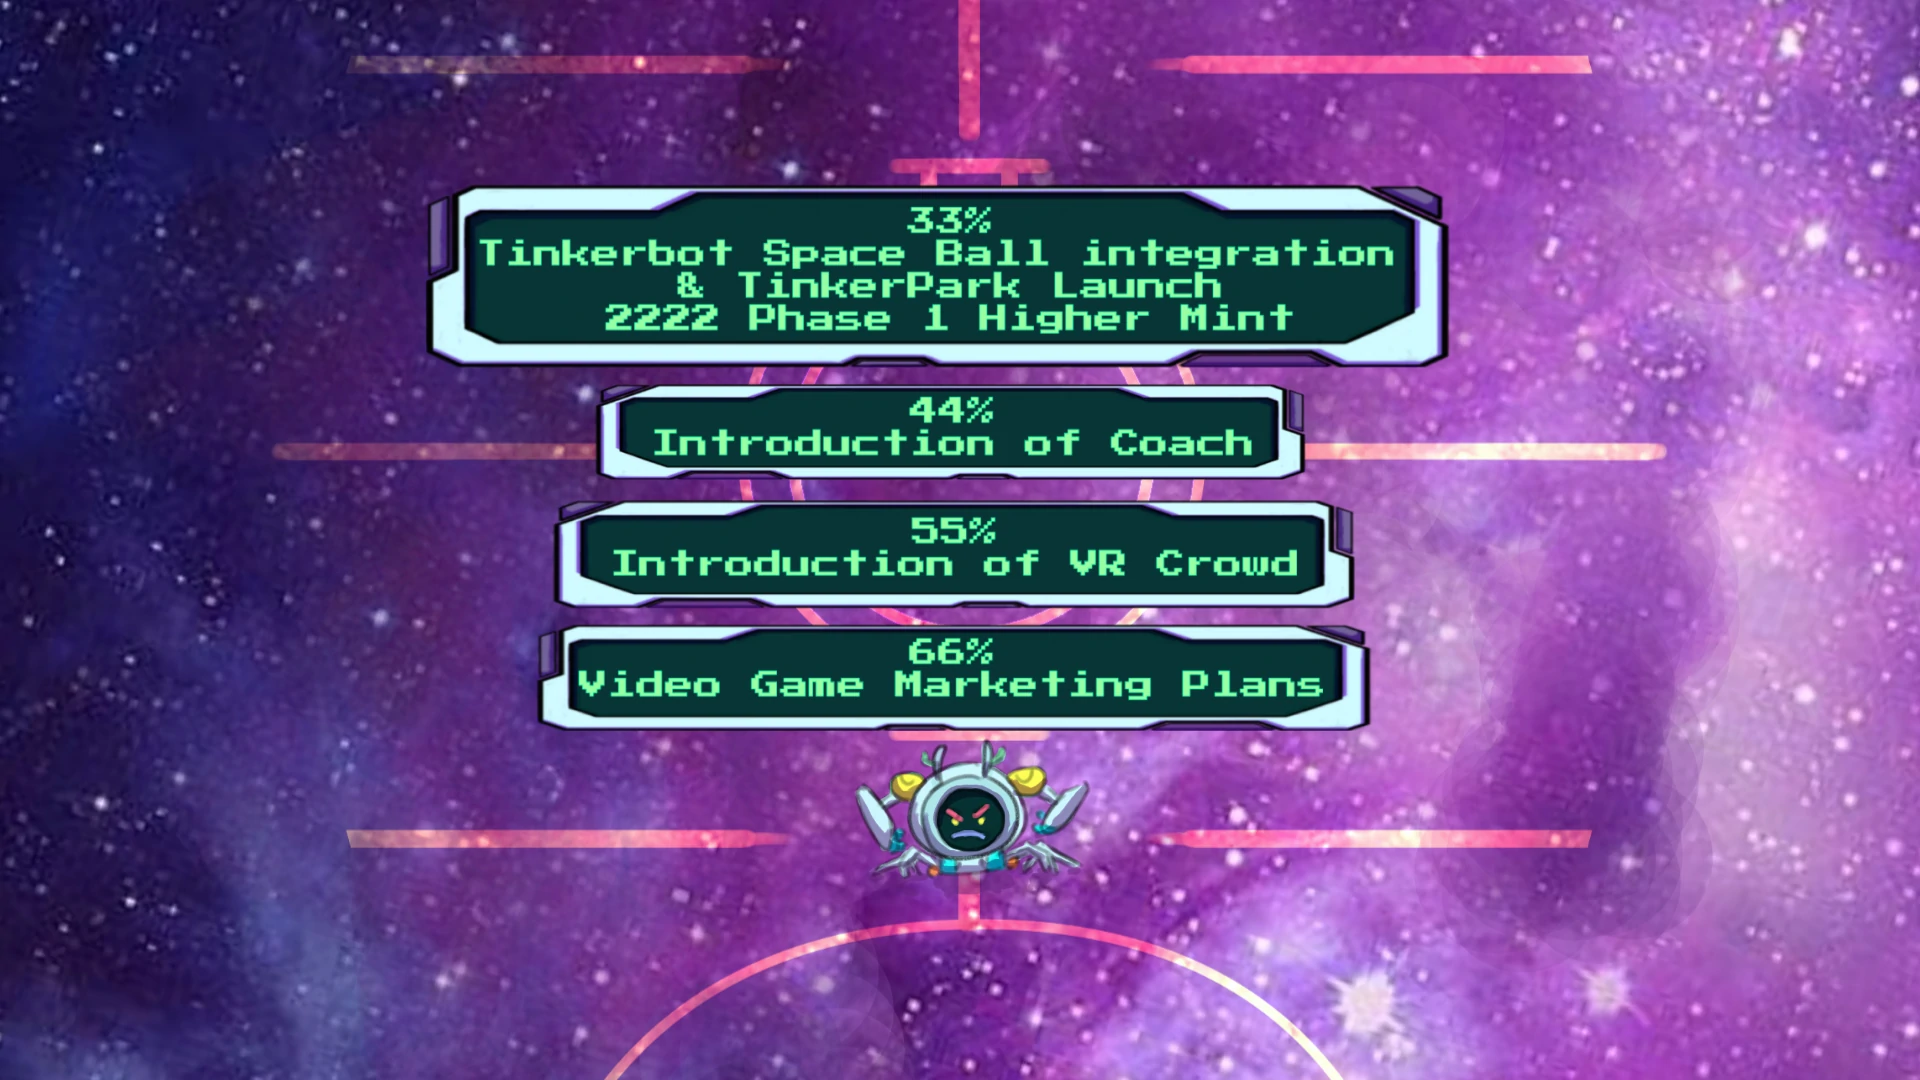 33%
Tinkerbot Space Ball integration
& TinkerPark Launch
2222 Phase 1 Higher Mint
44%
Introduction of Coach
55%
Introduction of VR Crowd
66%
Video Game Marketing Plans